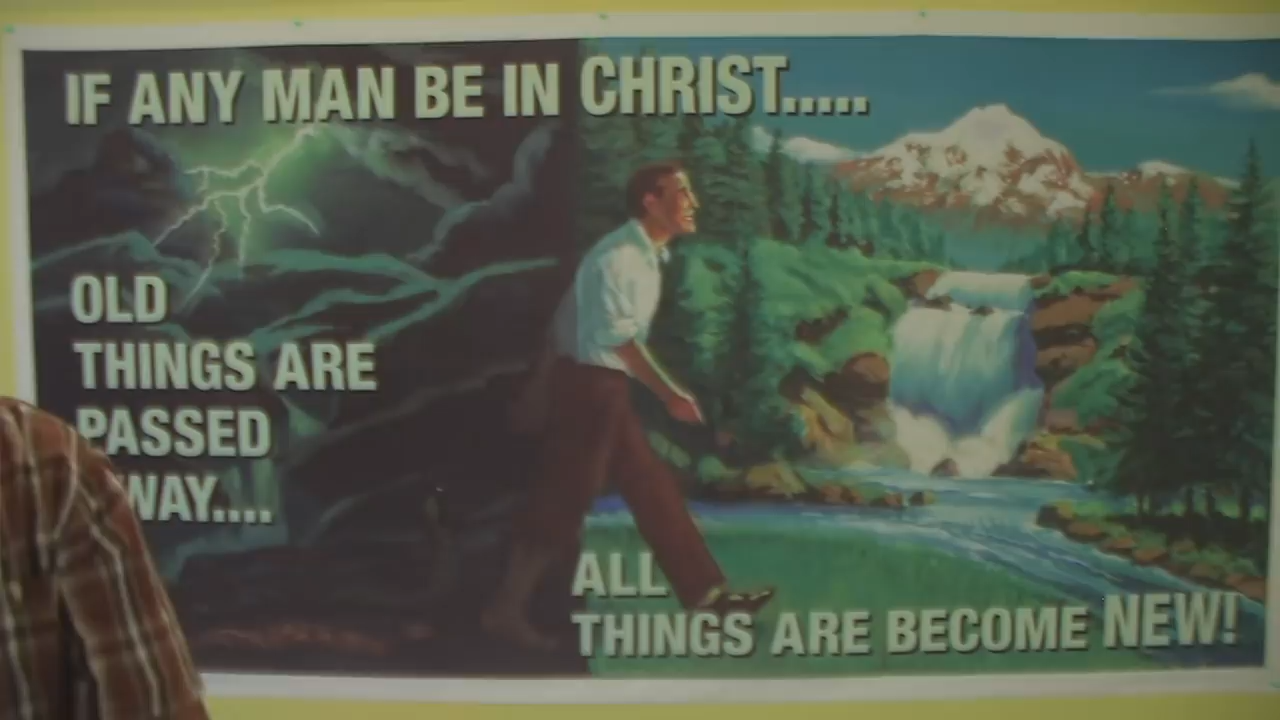 IF ANY MAN BE IN CHRIST.....
OLD
THINGS ARE
PASSED
WAY....
ALL
THINGS ARE BECOME NEW!